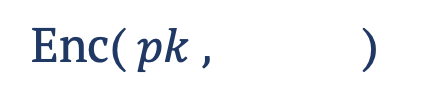 Enc( pk , )